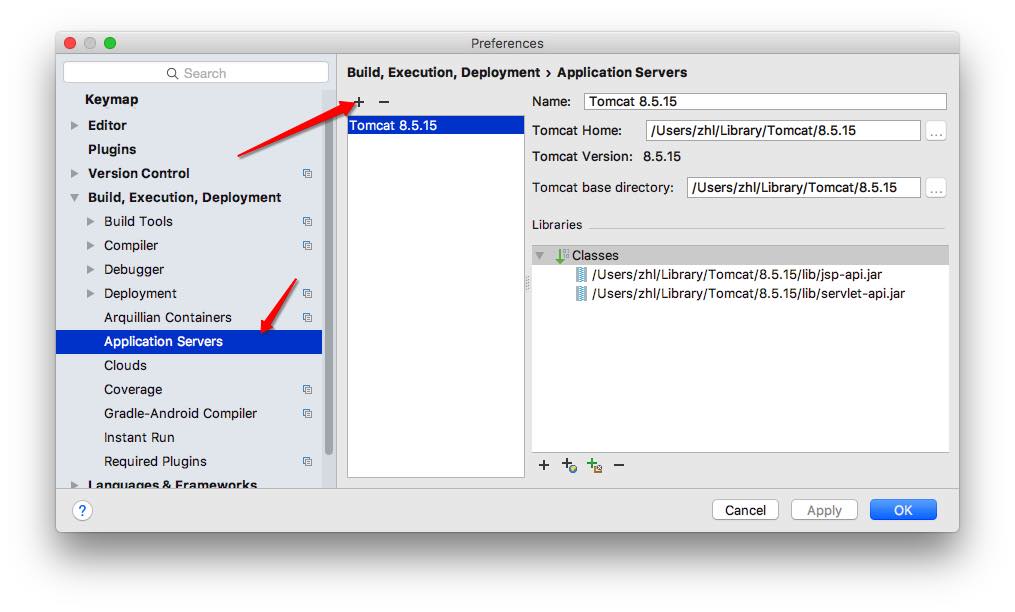 Preferences
Search
Keymap
Editor
Plugins
Version Control
Build, Execution, Deployment
Build Tools
Compiler
Debugger
Deployment
Arquillian Containers
Application Servers
Clouds
Coverage
Gradle-Android Compiler
Instant Run
Required Plugins
Languages & Frameworks
Build, Execution, Deployment › Application Servers
Tomcat 8.5.15
Name: Tomcat 8.5.15
Tomcat Home: /Users/zhl/Library/Tomcat/8.5.15 ...
Tomcat Version: 8.5.15
Tomcat base directory: /Users/zhl/Library/Tomcat/8.5.15 ...
Libraries
Classes
/Users/zhl/Library/Tomcat/8.5.15/lib/jsp-api.jar
/Users/zhl/Library/Tomcat/8.5.15/lib/servlet-api.jar
? Cancel Apply OK